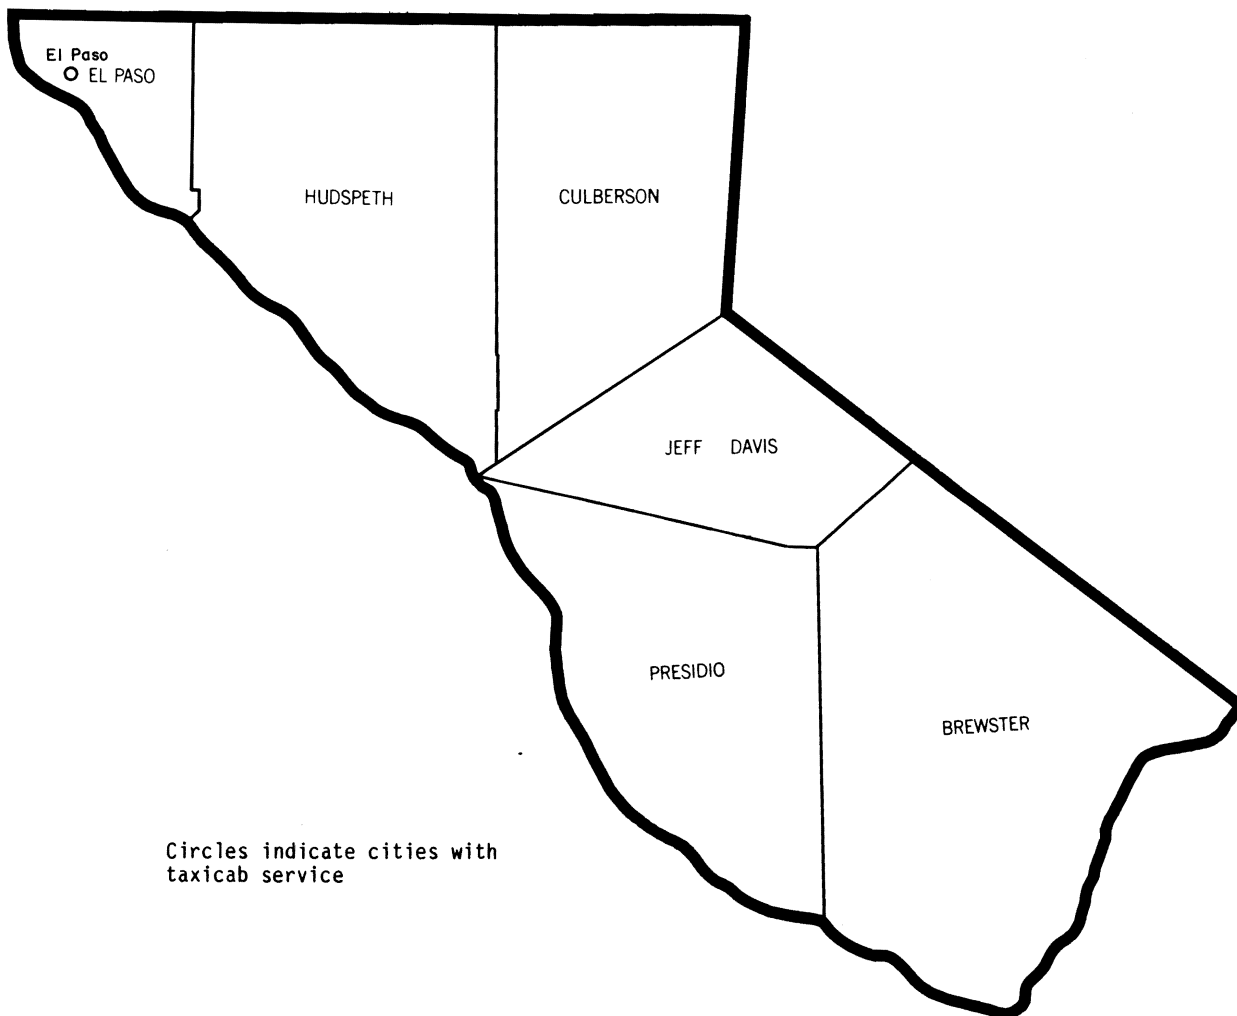 El Paso
EL PASO
HUDSPETH
CULBERSON
JEFF DAVIS
PRESIDIO
BREWSTER
Circles indicate cities with
taxicab service